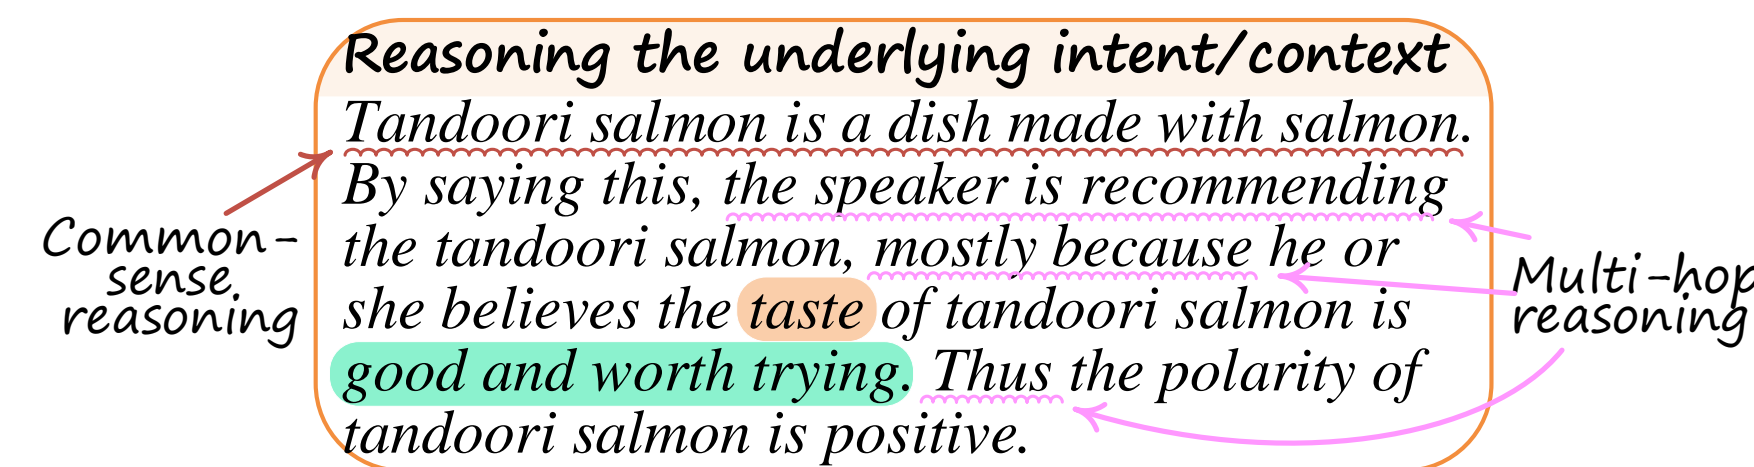 Reasoning the underlying intent/context
Tandoori salmon is a dish made with salmon.
By saying this, the speaker is recommending
the tandoori salmon, mostly because he or
she believes the taste of tandoori salmon is
good and worth trying. Thus the polarity of
tandoori salmon is positive.
Common-
sense
reasoning
Multi-hop
reasoning